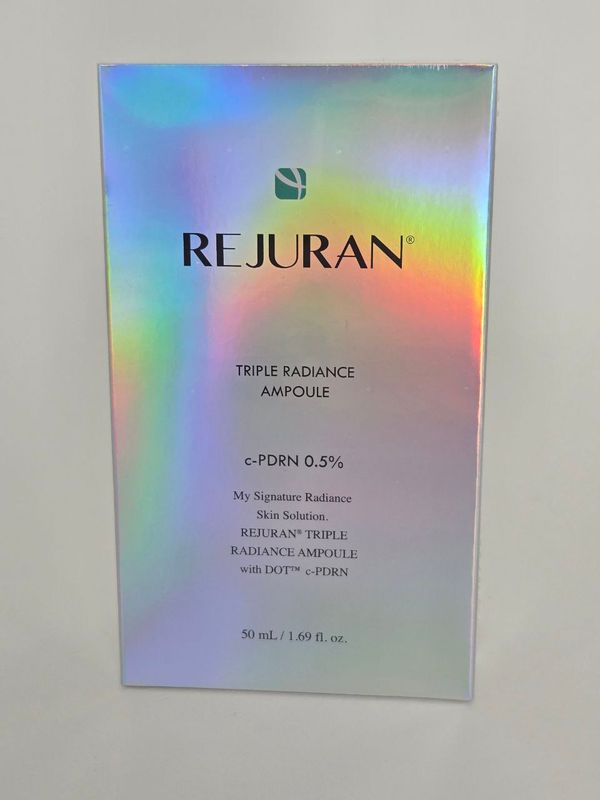 REJURAN®
TRIPLE RADIANCE
AMPOULE
c-PDRN 0.5%
My Signature Radiance
Skin Solution.
REJURAN® TRIPLE
RADIANCE AMPOULE
with DOT™ c-PDRN
50 mL / 1.69 fl. oz.